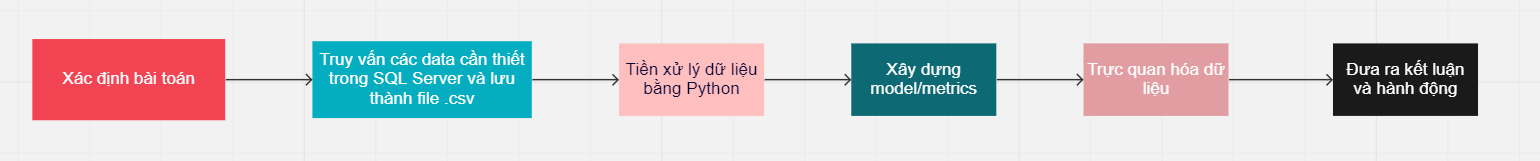 Xác định bài toán
Truy vấn các data cần thiết
trong SQL Server và lưu
thành file .csv
Tiền xử lý dữ liệu
bằng Python
Xây dựng
model/metrics
Trực quan hóa dữ
liệu
Đưa ra kết luận
và hành động